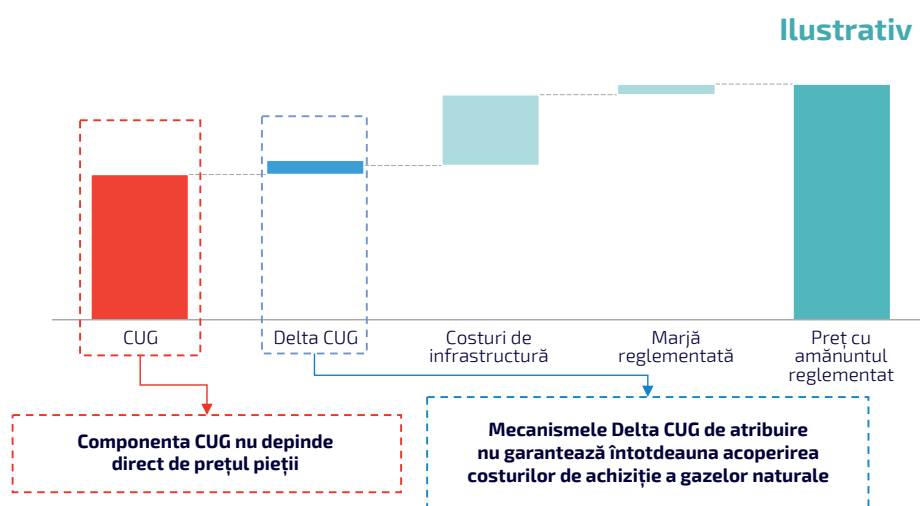 Ilustrativ
CUG
Delta CUG
Costuri de
infrastructură
Marjă
reglementată
Preț cu
amănuntul
reglementat
Componenta CUG nu depinde
direct de prețul pieții
Mecanismele Delta CUG de atribuire
nu garantează întotdeauna acoperirea
costurilor de achiziție a gazelor naturale